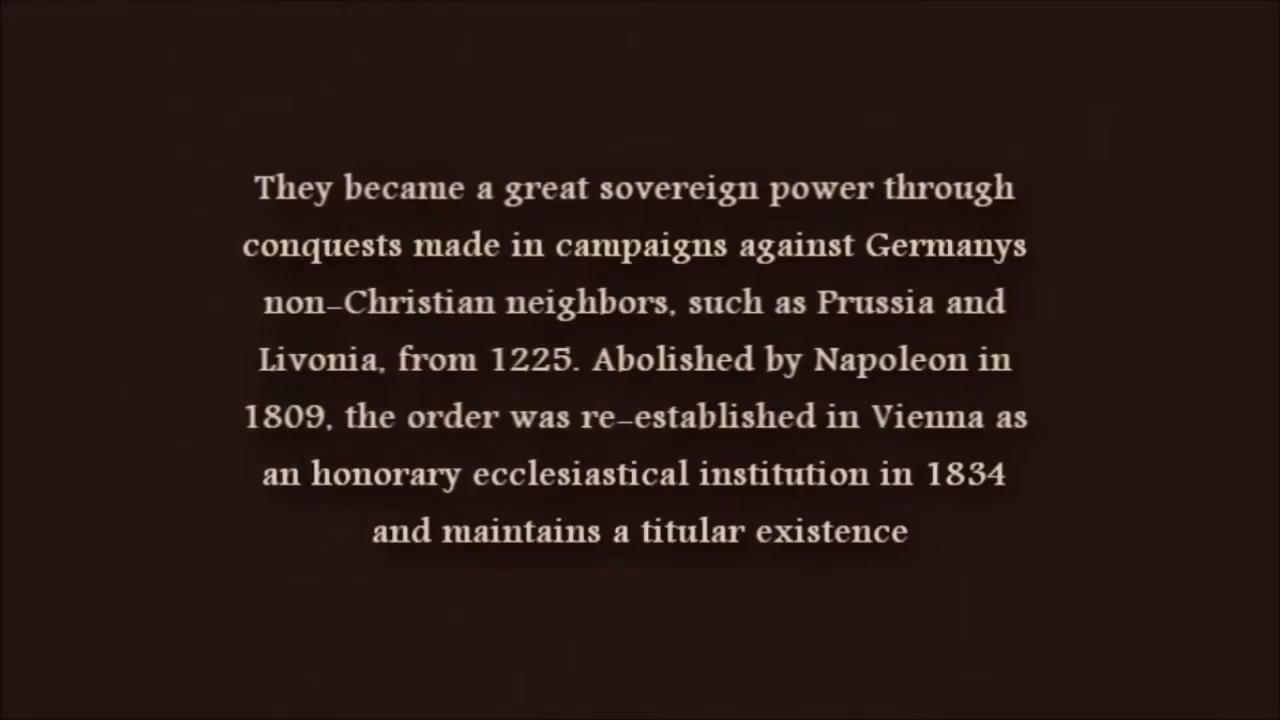 They became a great sovereign power through
conquests made in campaigns against Germanys
non-Christian neighbors, such as Prussia and
Livonia, from 1225. Abolished by Napoleon in
1809, the order was re-established in Vienna as
an honorary ecclesiastical institution in 1834
and maintains a titular existence